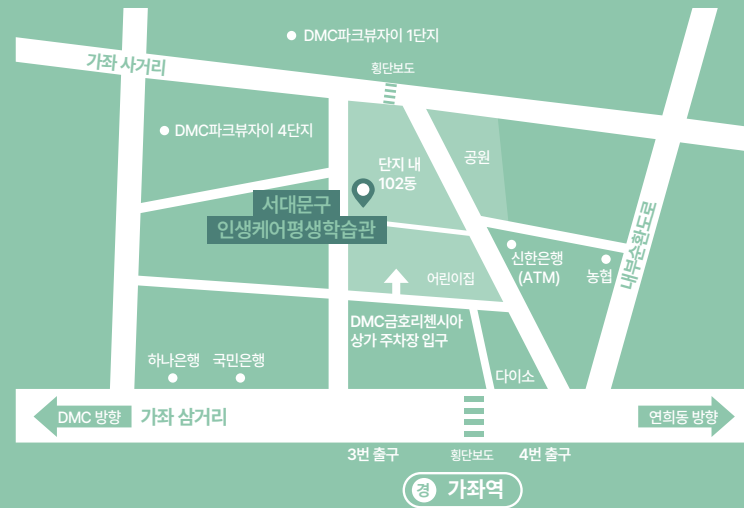 DMC파크뷰자이 1단지
가좌 사거리
횡단보도
DMC파크뷰자이 4단지
공원
단지 내
102동
서대문구
인생케어평생학습관
내부순환도로
신한은행
(ATM)
농협
어린이집
DMC금호리첸시아
상가 주차장 입구
하나은행
국민은행
다이소
DMC 방향
가좌 삼거리
연희동 방향
3번 출구
횡단보도
4번 출구
경
가좌역